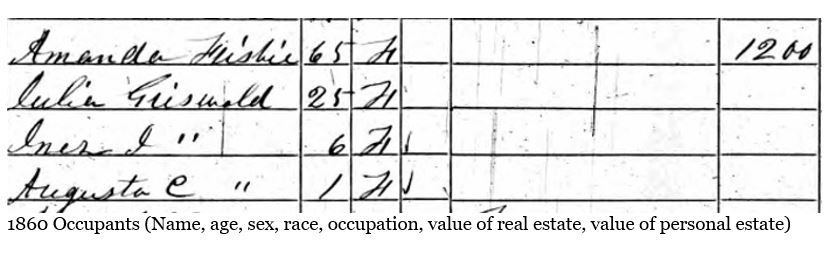 Amanda Frisbie 65 F 1200
Julia Griswold 25 F
Inez I " 6 F
Augusta C " 1 F
1860 Occupants (Name, age, sex, race, occupation, value of real estate, value of personal estate)